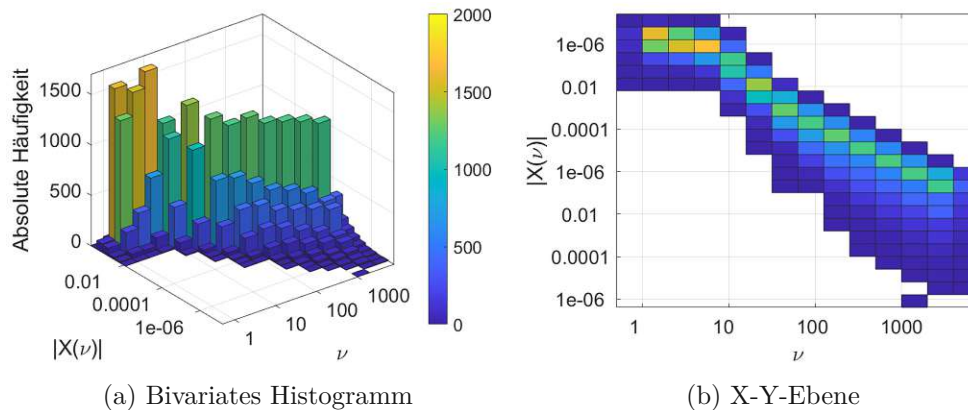 (a)
(b)
Absolute Häufigkeit
1500
1000
500
0
0.01
0.0001
1e-06
|X(ν)|
1
10
100
1000
ν
2000
1500
1000
500
0
|X(ν)|
1e-06
0.01
0.0001
1e-06
0.01
0.0001
1e-06
1
10
100
1000
ν
(a) Bivariates Histogramm
(b) X-Y-Ebene